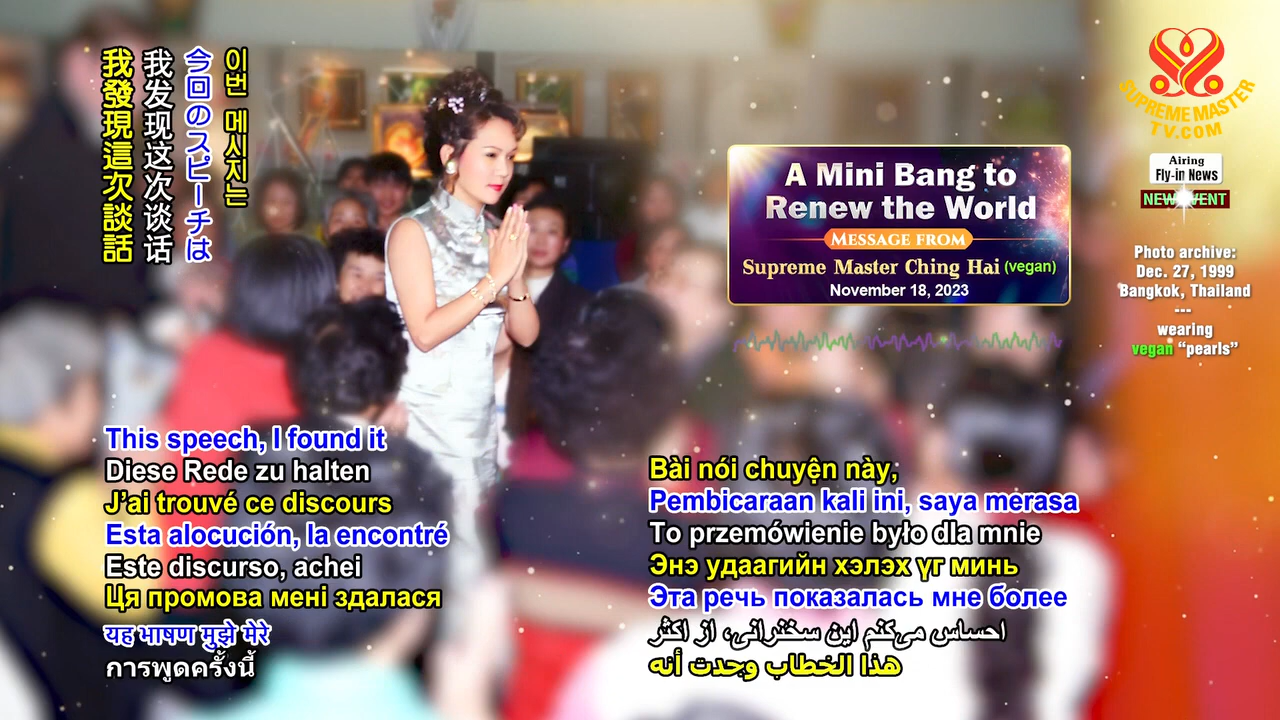 我發現這次談話
我发现这次谈话
今回のスピーチは
이번 메시지는
SUPREME MASTER
TV.COM
Airing
Fly-in News
A Mini Bang to
Renew the World
MESSAGE FROM
Supreme Master Ching Hai (vegan)
November 18, 2023
Photo archive:
Dec. 27, 1999
Bangkok, Thailand
---
wearing
vegan “pearls”
This speech, I found it
Diese Rede zu halten
J’ai trouvé ce discours
Esta alocución, la encontré
Este discurso, achei
Ця промова мені здалася
यह भाषण मुझे मेरे
การพูดครั้งนี้
Bài nói chuyện này,
Pembicaraan kali ini, saya merasa
To przemówienie było dla mnie
Энэ удаагийн хэлэх үг минь
Эта речь показалась мне более
احساس می‌کنم این سخنرانی، از اکثر
هذا الخطاب وجدت أنه